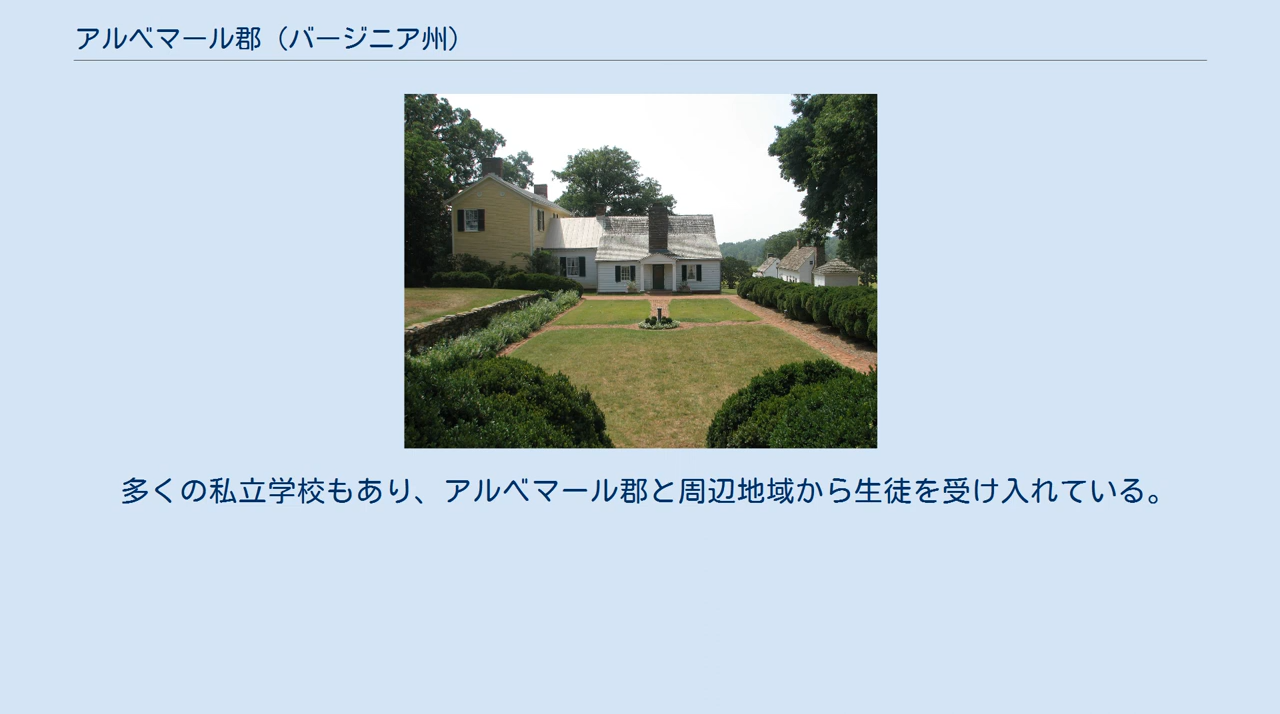 アルベマール郡（バージニア州）
多くの私立学校もあり、アルベマール郡と周辺地域から生徒を受け入れている。